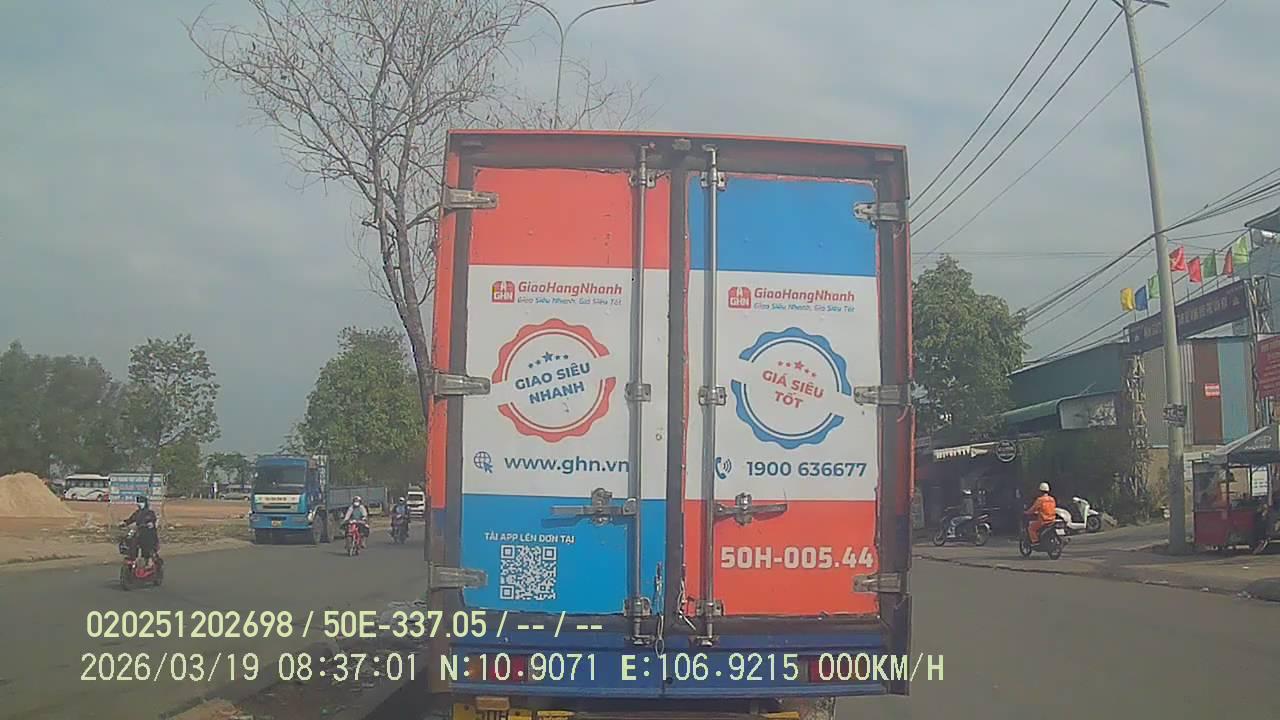 GHN GiaoHangNhanh
Giao Siêu Nhanh, Giá Siêu Tốt
GIAO SIÊU
NHANH
www.ghn.vn
TẢI APP LÊN ĐƠN TẠI
GHN GiaoHangNhanh
Giao Siêu Nhanh, Giá Siêu Tốt
GIÁ SIÊU
TỐT
1900 636677
50H-005.44
50H
020251202698 / 50E-337.05 / -- / --
2026/03/19 08:37:01 N:10.9071 E:106.9215 000KM/H